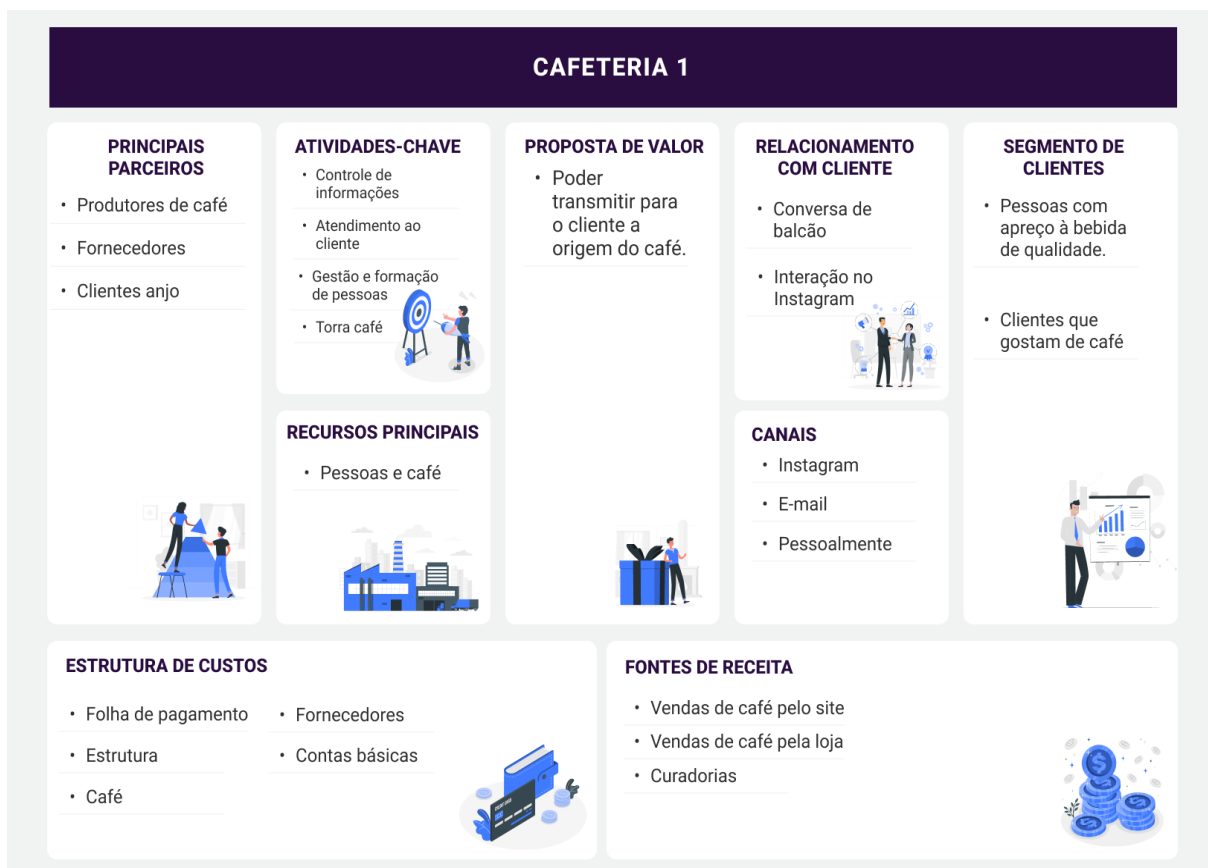 CAFETERIA 1
PRINCIPAIS
PARCEIROS
• Produtores de café
• Fornecedores
• Clientes anjo
ATIVIDADES-CHAVE
• Controle de
informações
• Atendimento ao
cliente
• Gestão e formação
de pessoas
• Torra café
RECURSOS PRINCIPAIS
• Pessoas e café
PROPOSTA DE VALOR
• Poder
transmitir para
o cliente a
origem do café.
RELACIONAMENTO
COM CLIENTE
• Conversa de
balcão
• Interação no
Instagram
CANAIS
• Instagram
• E-mail
• Pessoalmente
SEGMENTO DE
CLIENTES
• Pessoas com
apreço à bebida
de qualidade.
• Clientes que
gostam de café
ESTRUTURA DE CUSTOS
• Folha de pagamento
• Estrutura
• Café
• Fornecedores
• Contas básicas
FONTES DE RECEITA
• Vendas de café pelo site
• Vendas de café pela loja
• Curadorias